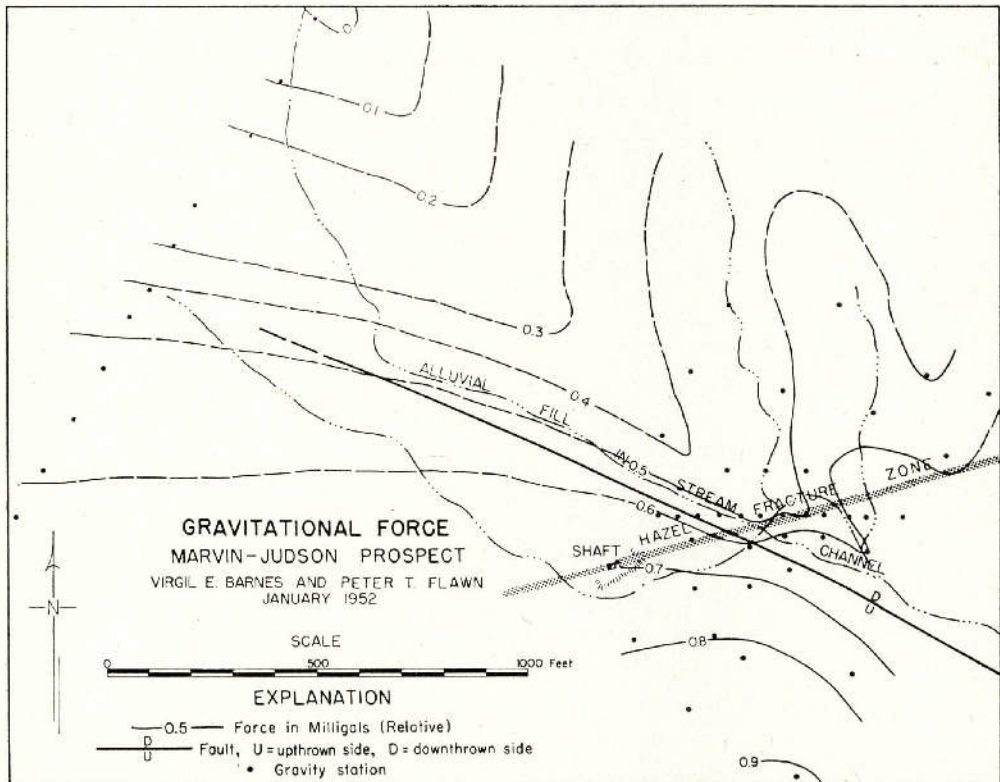 0
0.1
0.2
0.3
0.4
ALLUVIAL
FILL
IN
0.5
STREAM
CHANNEL
0.6
HAZEL FRACTURE ZONE
SHAFT
0.7
D
U
0.8
0.9
GRAVITATIONAL FORCE
MARVIN-JUDSON PROSPECT
VIRGIL E. BARNES AND PETER T. FLAWN
JANUARY 1952
N
SCALE
0 500 1000 Feet
EXPLANATION
0.5 Force in Milligals (Relative)
D
U Fault, U = upthrown side, D = downthrown side
Gravity station